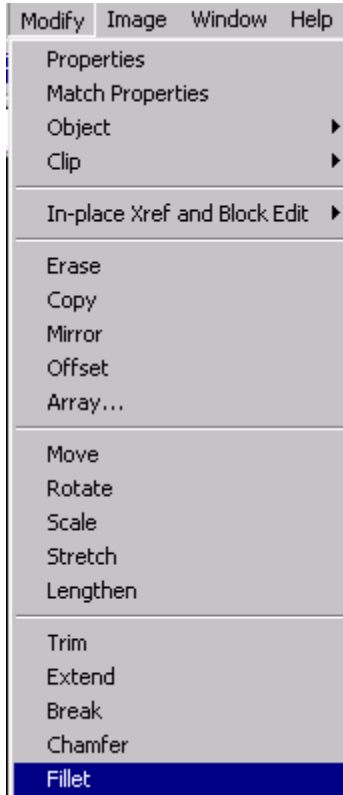 Modify Image Window Help
Properties
Match Properties
Object
Clip
In-place Xref and Block Edit
Erase
Copy
Mirror
Offset
Array...
Move
Rotate
Scale
Stretch
Lengthen
Trim
Extend
Break
Chamfer
Fillet